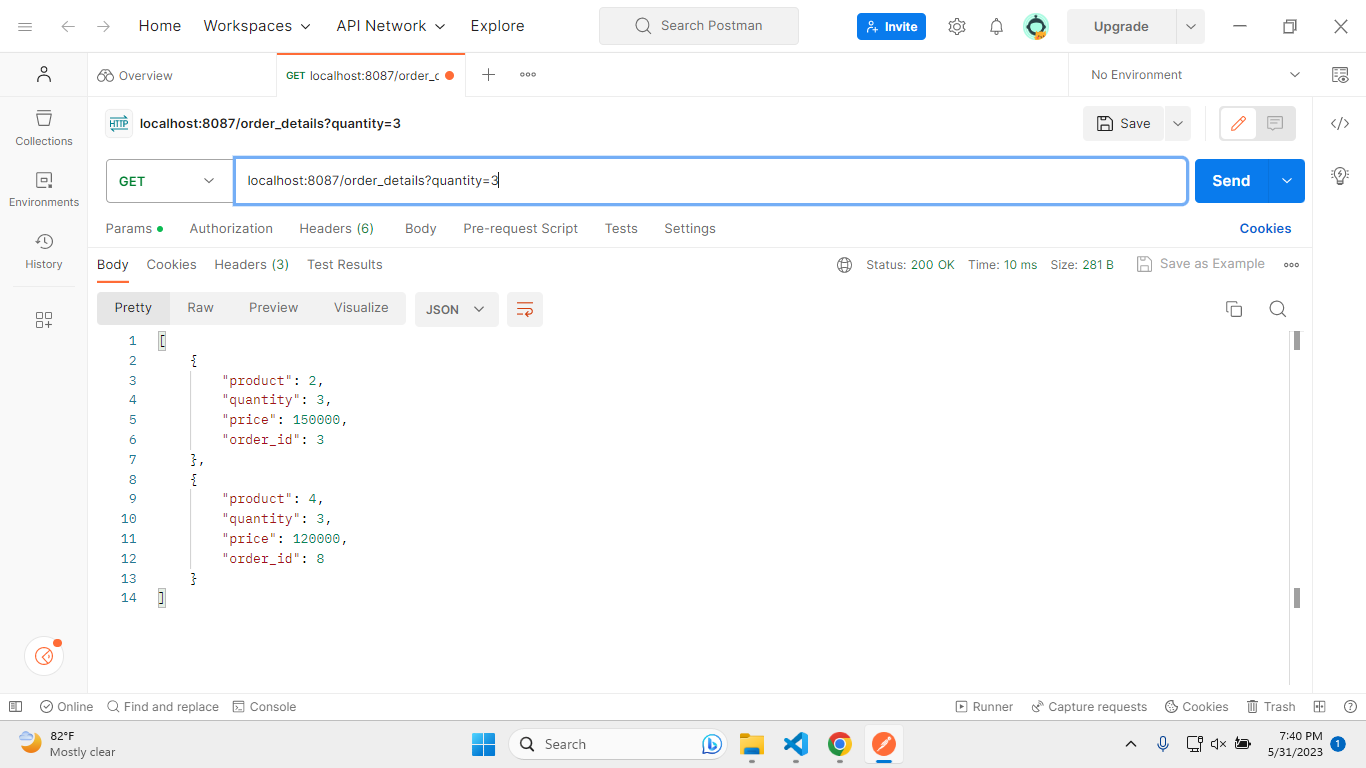 Home Workspaces API Network Explore Search Postman Invite Upgrade
Overview GET localhost:8087/order_c No Environment
HTTP localhost:8087/order_details?quantity=3 Save
GET localhost:8087/order_details?quantity=3 Send
Params Authorization Headers (6) Body Pre-request Script Tests Settings Cookies
Body Cookies Headers (3) Test Results Status: 200 OK Time: 10 ms Size: 281 B Save as Example
Pretty Raw Preview Visualize JSON
Collections
Environments
History
1 [
2 {
3 "product": 2,
4 "quantity": 3,
5 "price": 150000,
6 "order_id": 3
7 },
8 {
9 "product": 4,
10 "quantity": 3,
11 "price": 120000,
12 "order_id": 8
13 }
14 ]
Online Find and replace Console Runner Capture requests Cookies Trash
82°F
Mostly clear
Search
7:40 PM
5/31/2023
1